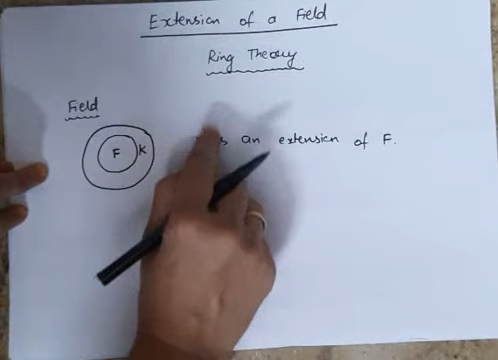 Extension of a Field
Ring Theory
Field
F K
an extension of F.